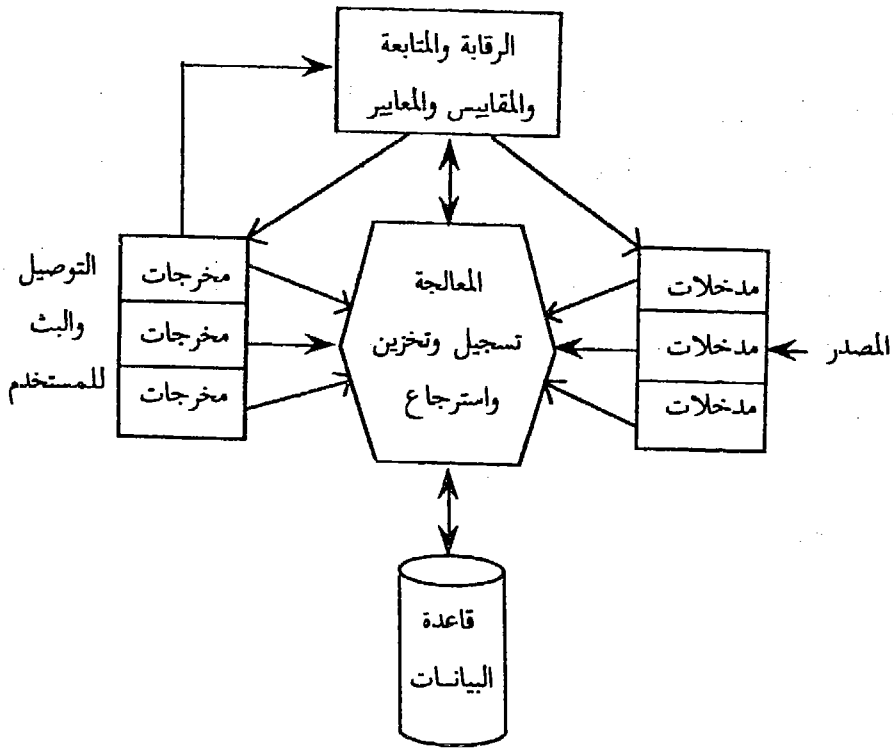 الرقابة والمتابعة
والمقاييس والمعايير
المصدر
مدخلات
مدخلات
مدخلات
المعالجة
تسجيل وتخزين
واسترجاع
مخرجات
مخرجات
مخرجات
التوصيل
والبث
للمستخدم
قاعدة
البيانات